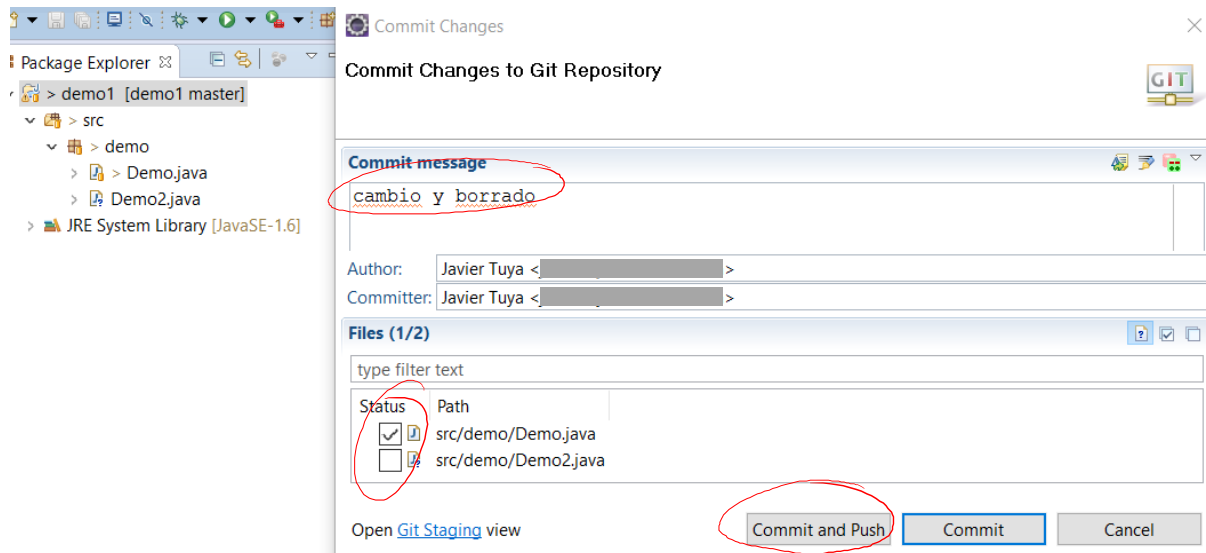 Package Explorer
> demo1 [demo1 master]
> src
> demo
> Demo.java
Demo2.java
JRE System Library [JavaSE-1.6]
Commit Changes
Commit Changes to Git Repository
GIT
Commit message
cambio y borrado
Author: Javier Tuya < >
Committer: Javier Tuya < >
Files (1/2)
type filter text
Status Path
src/demo/Demo.java
src/demo/Demo2.java
Open Git Staging view
Commit and Push
Commit
Cancel